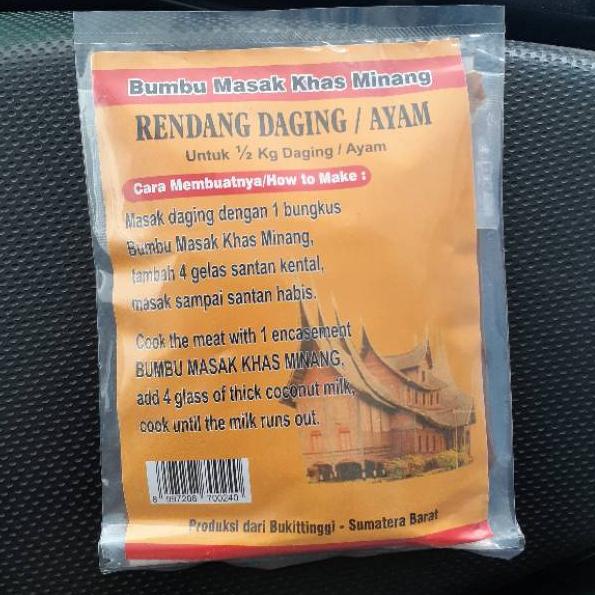 Bumbu Masak Khas Minang
RENDANG DAGING / AYAM
Untuk ½ Kg Daging / Ayam
Cara Membuatnya/How to Make :
Masak daging dengan 1 bungkus
Bumbu Masak Khas Minang,
tambah 4 gelas santan kental,
masak sampai santan habis.
Cook the meat with 1 encasement
BUMBU MASAK KHAS MINANG,
add 4 glass of thick coconut milk,
cook until the milk runs out.
8 997208 700240
Produksi dari Bukittinggi - Sumatera Barat